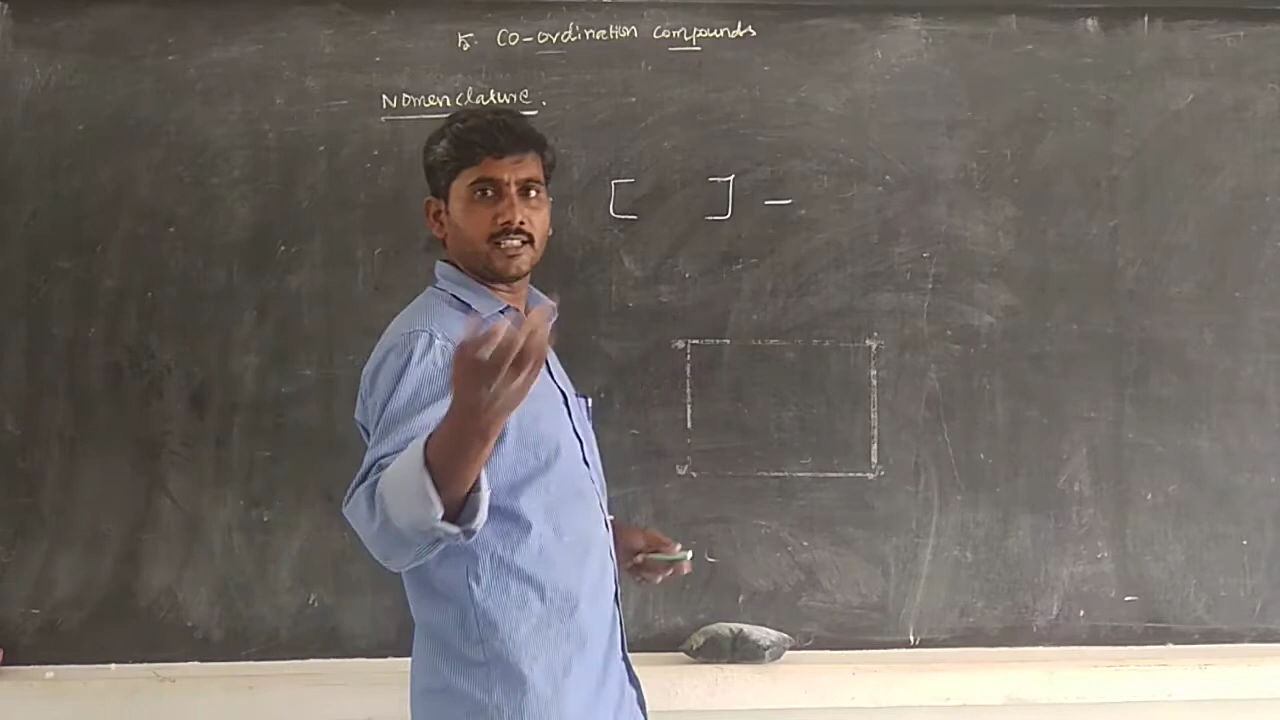 5. Co-ordination compounds
Nomenclature.
[ ] -